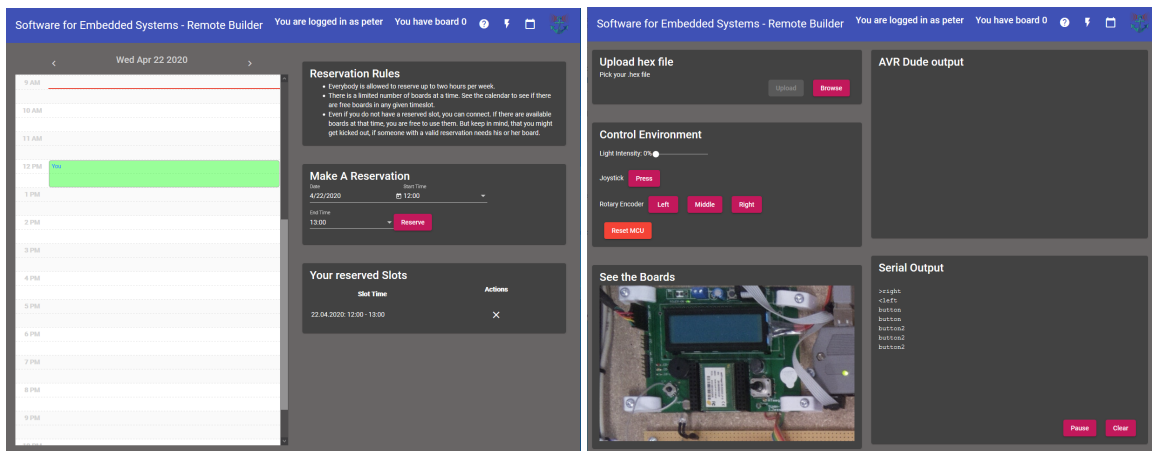 Software for Embedded Systems - Remote Builder
You are logged in as peter
You have board 0
Wed Apr 22 2020
9 AM
10 AM
11 AM
12 PM
You
1 PM
2 PM
3 PM
4 PM
5 PM
6 PM
7 PM
8 PM
9 PM
Reservation Rules
Everybody is allowed to reserve up to two hours per week.
There is a limited number of boards at a time. See the calendar to see if there
are free boards in any given timeslot.
Even if you do not have a reserved slot, you can connect. If there are available
boards at that time, you are free to use them. But keep in mind, that you might
get kicked out, if someone with a valid reservation needs his or her board.
Make A Reservation
Date
Start Time
4/22/2020
12:00
End Time
13:00
Reserve
Your reserved Slots
Slot Time
Actions
22.04.2020: 12:00 - 13:00
Software for Embedded Systems - Remote Builder
You are logged in as peter
You have board 0
Upload hex file
Pick your .hex file
Upload
Browse
Control Environment
Light Intensity: 0%
Joystick
Press
Rotary Encoder
Left
Middle
Right
Reset MCU
See the Boards
AVR Dude output
Serial Output
>right
<left
button
button
button2
button2
button2
Pause
Clear